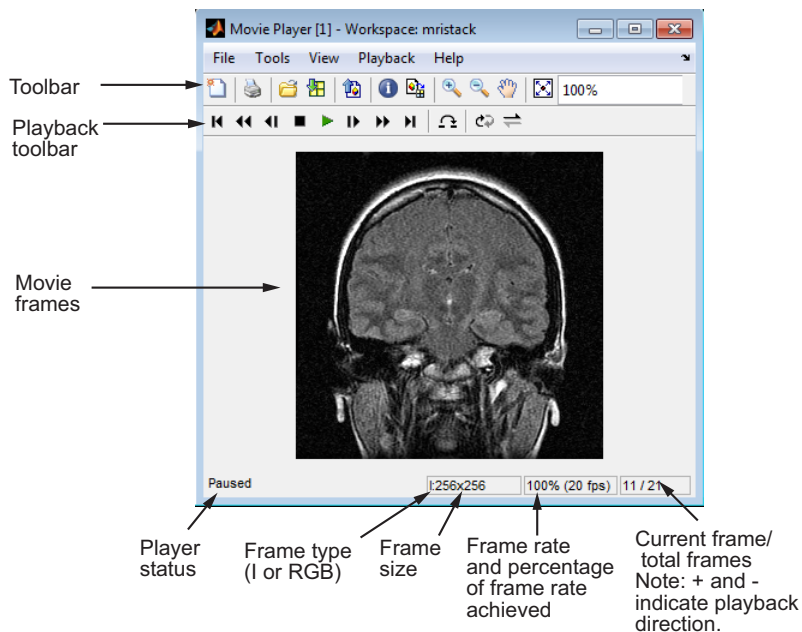 Movie Player [1] - Workspace: mristack
File Tools View Playback Help
Toolbar
100%
Playback
toolbar
Movie
frames
Paused
I:256x256
100% (20 fps)
11 / 21
Player
status
Frame type
(I or RGB)
Frame
size
Frame rate
and percentage
of frame rate
achieved
Current frame/
total frames
Note: + and -
indicate playback
direction.